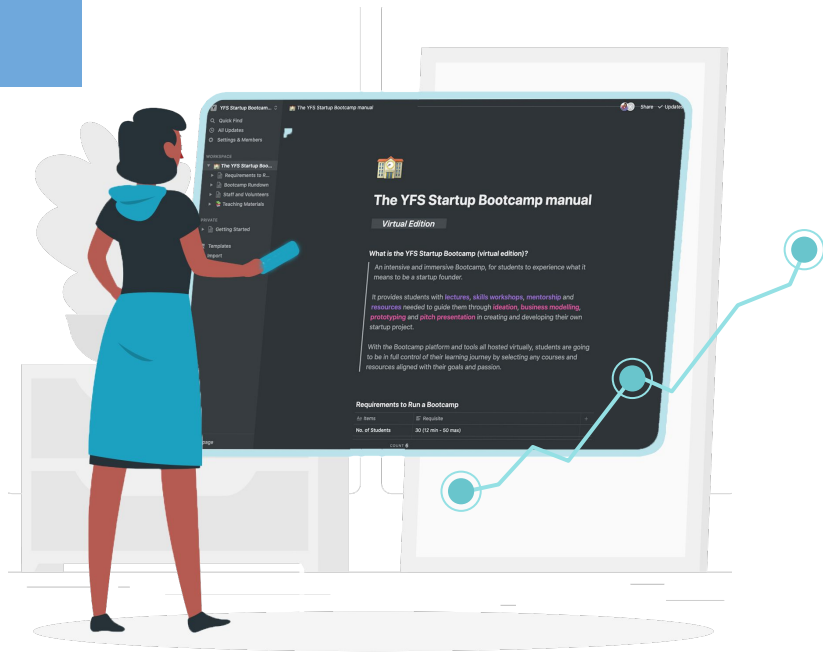 YFS Startup Bootcam...
The YFS Startup Bootcamp manual
Share
Updates
Quick Find
All Updates
Settings & Members
WORKSPACE
The YFS Startup Boo...
Requirements to R...
Bootcamp Rundown
Staff and Volunteers
Teaching Materials
PRIVATE
Getting Started
Templates
Import
page
The YFS Startup Bootcamp manual
Virtual Edition
What is the YFS Startup Bootcamp (virtual edition)?
An intensive and immersive Bootcamp, for students to experience what it
means to be a startup founder.
It provides students with lectures, skills workshops, mentorship and
resources needed to guide them through ideation, business modelling,
prototyping and pitch presentation in creating and developing their own
startup project.
With the Bootcamp platform and tools all hosted virtually, students are going
to be in full control of their learning journey by selecting any courses and
resources aligned with their goals and passion.
Requirements to Run a Bootcamp
Items
Requisite
No. of Students
30 (12 min - 60 max)
COUNT 6